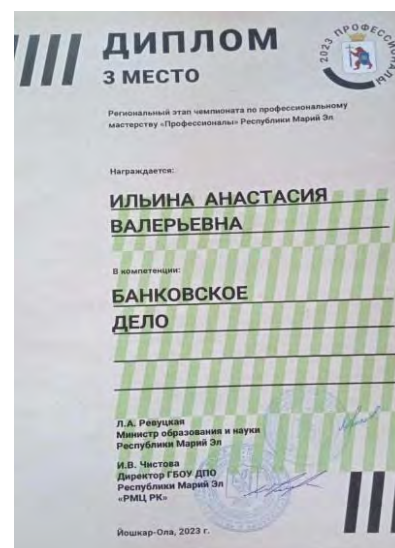 ДИПЛОМ
3 МЕСТО
2023 ПРОФЕССИОНАЛЫ
Региональный этап чемпионата по профессиональному
мастерству «Профессионалы» Республики Марий Эл
Награждается:
ИЛЬИНА АНАСТАСИЯ
ВАЛЕРЬЕВНА
В компетенции:
БАНКОВСКОЕ
ДЕЛО
Л.А. Ревуцкая
Министр образования и науки
Республики Марий Эл
И.В. Чистова
Директор ГБОУ ДПО
Республики Марий Эл
«РМЦ РК»
Йошкар-Ола, 2023 г.